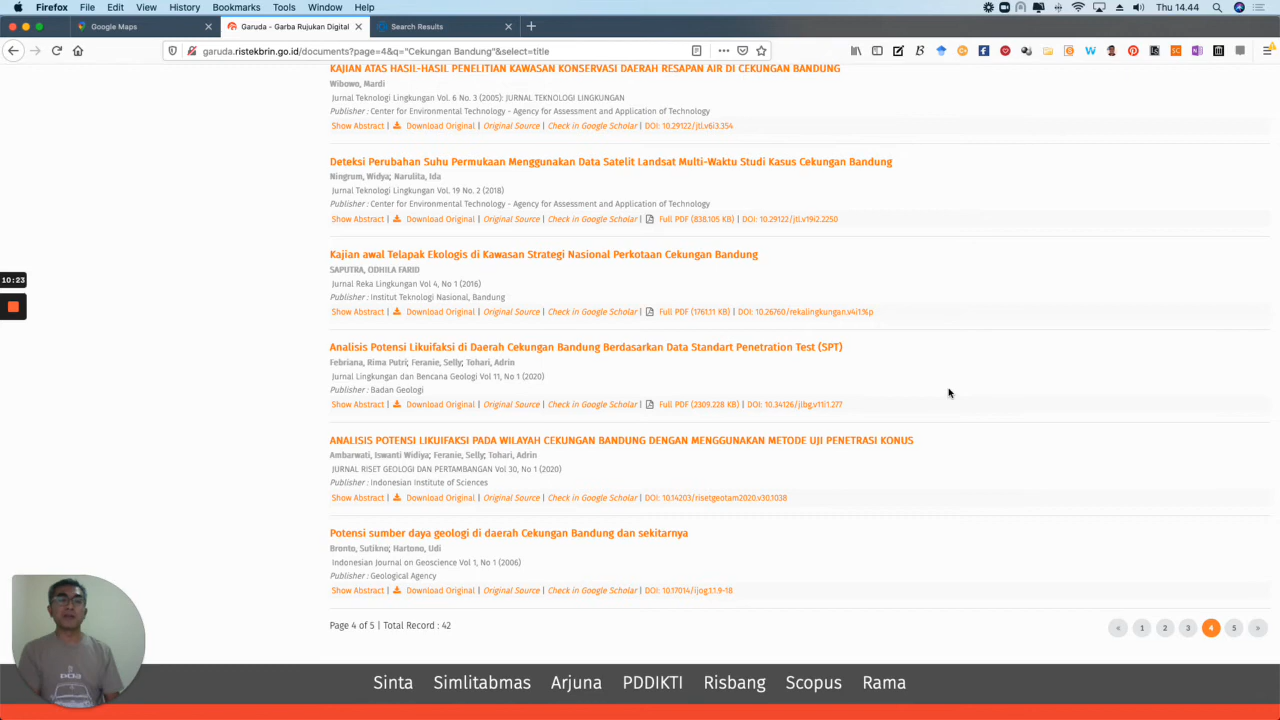 Firefox File Edit View History Bookmarks Tools Window Help Thu 14.44
Google Maps Garuda - Garba Rujukan Digital Search Results
garuda.ristekbrin.go.id/documents?page=4&q="Cekungan Bandung"&select=title
KAJIAN ATAS HASIL-HASIL PENELITIAN KAWASAN KONSERVASI DAERAH RESAPAN AIR DI CEKUNGAN BANDUNG
Wibowo, Mardi
Jurnal Teknologi Lingkungan Vol. 6 No. 3 (2005): JURNAL TEKNOLOGI LINGKUNGAN
Publisher : Center for Environmental Technology - Agency for Assessment and Application of Technology
Show Abstract | Download Original | Original Source | Check in Google Scholar | DOI: 10.29122/jtl.v6i3.354
Deteksi Perubahan Suhu Permukaan Menggunakan Data Satelit Landsat Multi-Waktu Studi Kasus Cekungan Bandung
Ningrum, Widya; Narulita, Ida
Jurnal Teknologi Lingkungan Vol. 19 No. 2 (2018)
Publisher : Center for Environmental Technology - Agency for Assessment and Application of Technology
Show Abstract | Download Original | Original Source | Check in Google Scholar | Full PDF (838.105 KB) | DOI: 10.29122/jtl.v19i2.2250
Kajian awal Telapak Ekologis di Kawasan Strategi Nasional Perkotaan Cekungan Bandung
SAPUTRA, ODHILA FARID
Jurnal Reka Lingkungan Vol 4, No 1 (2016)
Publisher : Institut Teknologi Nasional, Bandung
Show Abstract | Download Original | Original Source | Check in Google Scholar | Full PDF (1761.11 KB) | DOI: 10.26760/rekalingkungan.v4i1.%p
10:23
Analisis Potensi Likuifaksi di Daerah Cekungan Bandung Berdasarkan Data Standart Penetration Test (SPT)
Febriana, Rima Putri; Feranie, Selly; Tohari, Adrin
Jurnal Lingkungan dan Bencana Geologi Vol 11, No 1 (2020)
Publisher : Badan Geologi
Show Abstract | Download Original | Original Source | Check in Google Scholar | Full PDF (2309.228 KB) | DOI: 10.34126/jlbg.v11i1.277
ANALISIS POTENSI LIKUIFAKSI PADA WILAYAH CEKUNGAN BANDUNG DENGAN MENGGUNAKAN METODE UJI PENETRASI KONUS
Ambarwati, Iswanti Widiya; Feranie, Selly; Tohari, Adrin
JURNAL RISET GEOLOGI DAN PERTAMBANGAN Vol 30, No 1 (2020)
Publisher : Indonesian Institute of Sciences
Show Abstract | Download Original | Original Source | Check in Google Scholar | DOI: 10.14203/risetgeotam2020.v30.1038
Potensi sumber daya geologi di daerah Cekungan Bandung dan sekitarnya
Bronto, Sutikno; Hartono, Udi
Indonesian Journal on Geoscience Vol 1, No 1 (2006)
Publisher : Geological Agency
Show Abstract | Download Original | Original Source | Check in Google Scholar | DOI: 10.17014/ijog.1.1.9-18
Page 4 of 5 | Total Record : 42
< 1 2 3 4 5 >
Sinta Simlitabmas Arjuna PDDIKTI Risbang Scopus Rama